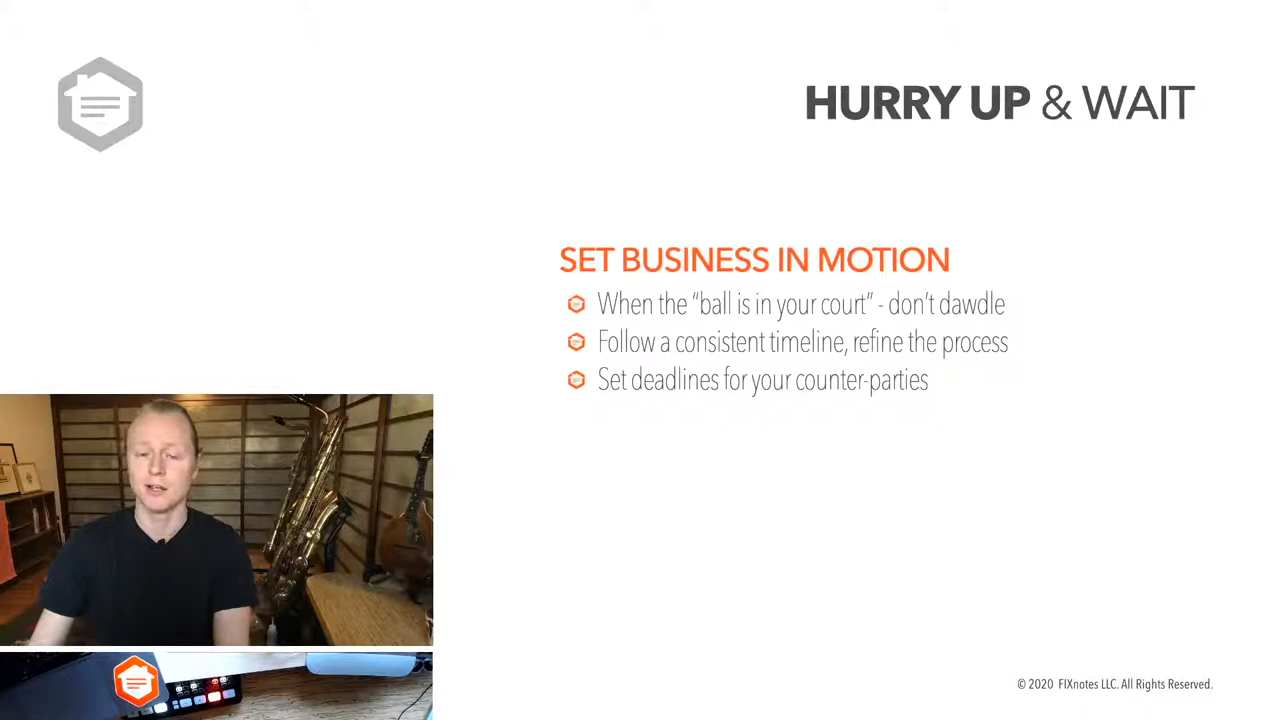 HURRY UP & WAIT
SET BUSINESS IN MOTION
When the “ball is in your court” - don’t dawdle
Follow a consistent timeline, refine the process
Set deadlines for your counter-parties
© 2020 FIXnotes LLC. All Rights Reserved.